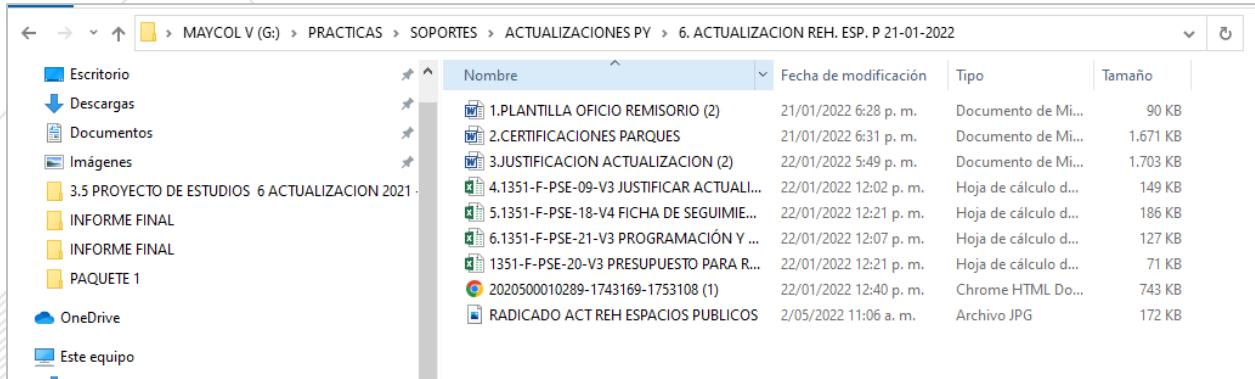 MAYCOL V (G:) > PRACTICAS > SOPORTES > ACTUALIZACIONES PY > 6. ACTUALIZACION REH. ESP. P 21-01-2022
Escritorio
Descargas
Documentos
Imágenes
3.5 PROYECTO DE ESTUDIOS 6 ACTUALIZACION 2021 -
INFORME FINAL
INFORME FINAL
PAQUETE 1
OneDrive
Este equipo
Nombre Fecha de modificación Tipo Tamaño
1.PLANTILLA OFICIO REMISORIO (2) 21/01/2022 6:28 p. m. Documento de Mi... 90 KB
2.CERTIFICACIONES PARQUES 21/01/2022 6:31 p. m. Documento de Mi... 1.671 KB
3.JUSTIFICACION ACTUALIZACION (2) 22/01/2022 5:49 p. m. Documento de Mi... 1.703 KB
4.1351-F-PSE-09-V3 JUSTIFICAR ACTUALI... 22/01/2022 12:02 p. m. Hoja de cálculo d... 149 KB
5.1351-F-PSE-18-V4 FICHA DE SEGUIMIE... 22/01/2022 12:21 p. m. Hoja de cálculo d... 186 KB
6.1351-F-PSE-21-V3 PROGRAMACIÓN Y ... 22/01/2022 12:07 p. m. Hoja de cálculo d... 127 KB
1351-F-PSE-20-V3 PRESUPUESTO PARA R... 22/01/2022 12:21 p. m. Hoja de cálculo d... 71 KB
2020500010289-1743169-1753108 (1) 22/01/2022 12:40 p. m. Chrome HTML Do... 743 KB
RADICADO ACT REH ESPACIOS PUBLICOS 2/05/2022 11:06 a. m. Archivo JPG 172 KB